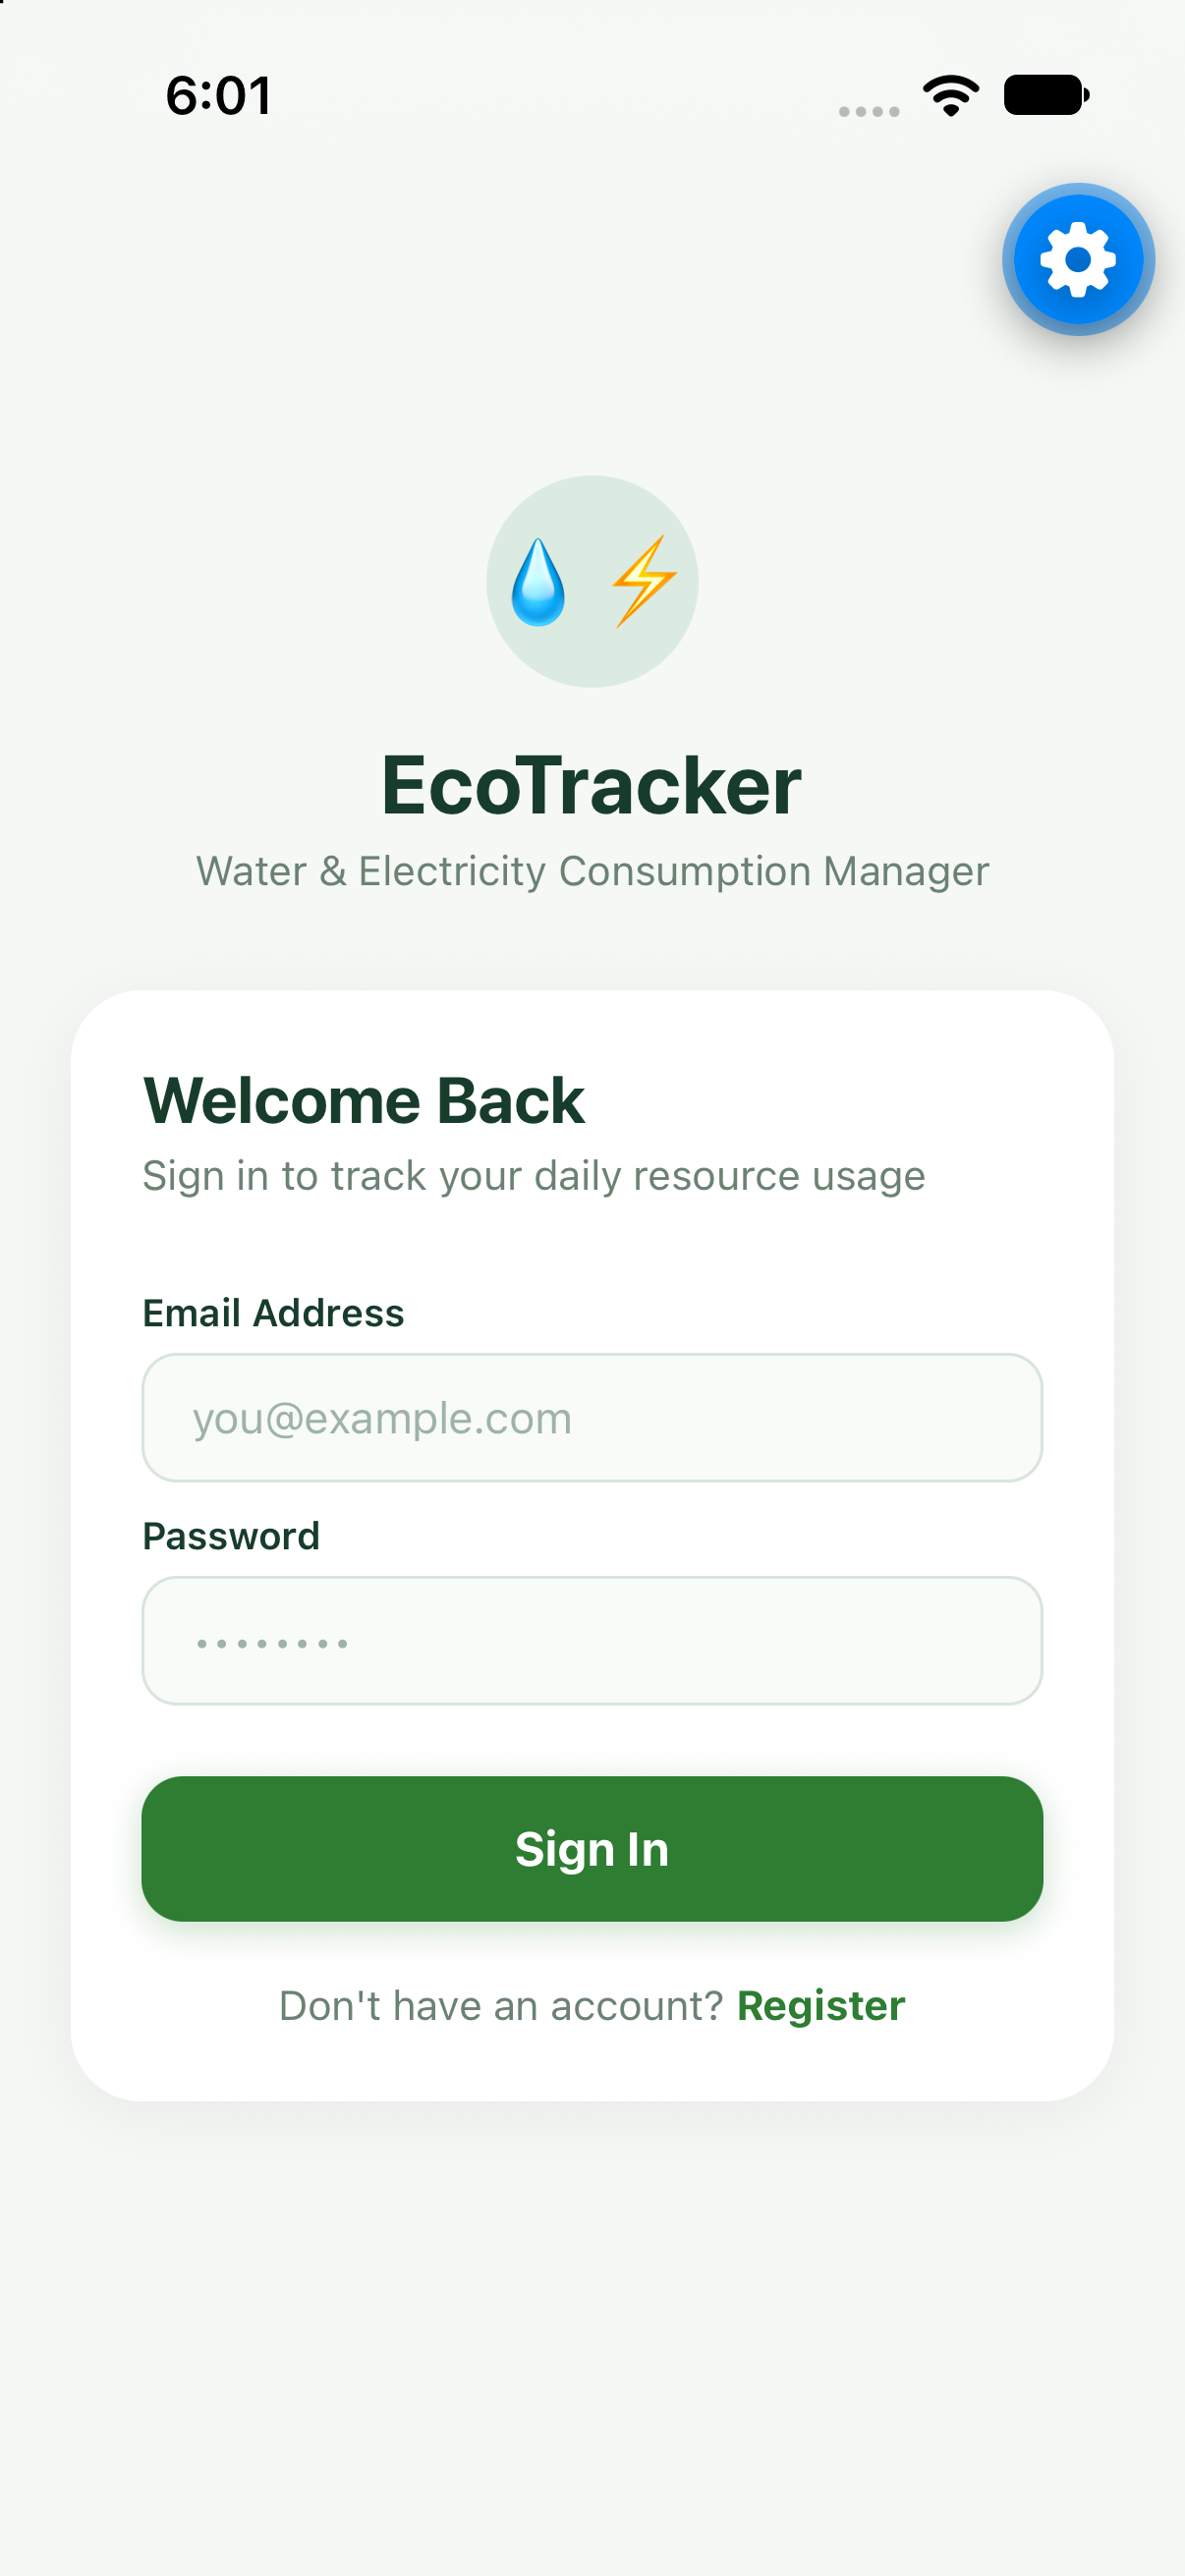 6:01
EcoTracker
Water & Electricity Consumption Manager
Welcome Back
Sign in to track your daily resource usage
Email Address
you@example.com
Password
••••••••
Sign In
Don't have an account? Register